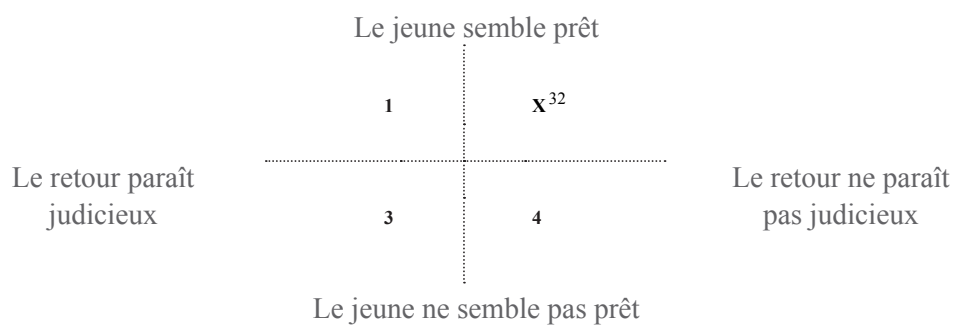 Le jeune semble prêt
1
X 32
Le retour paraît
judicieux
Le retour ne paraît
pas judicieux
3
4
Le jeune ne semble pas prêt